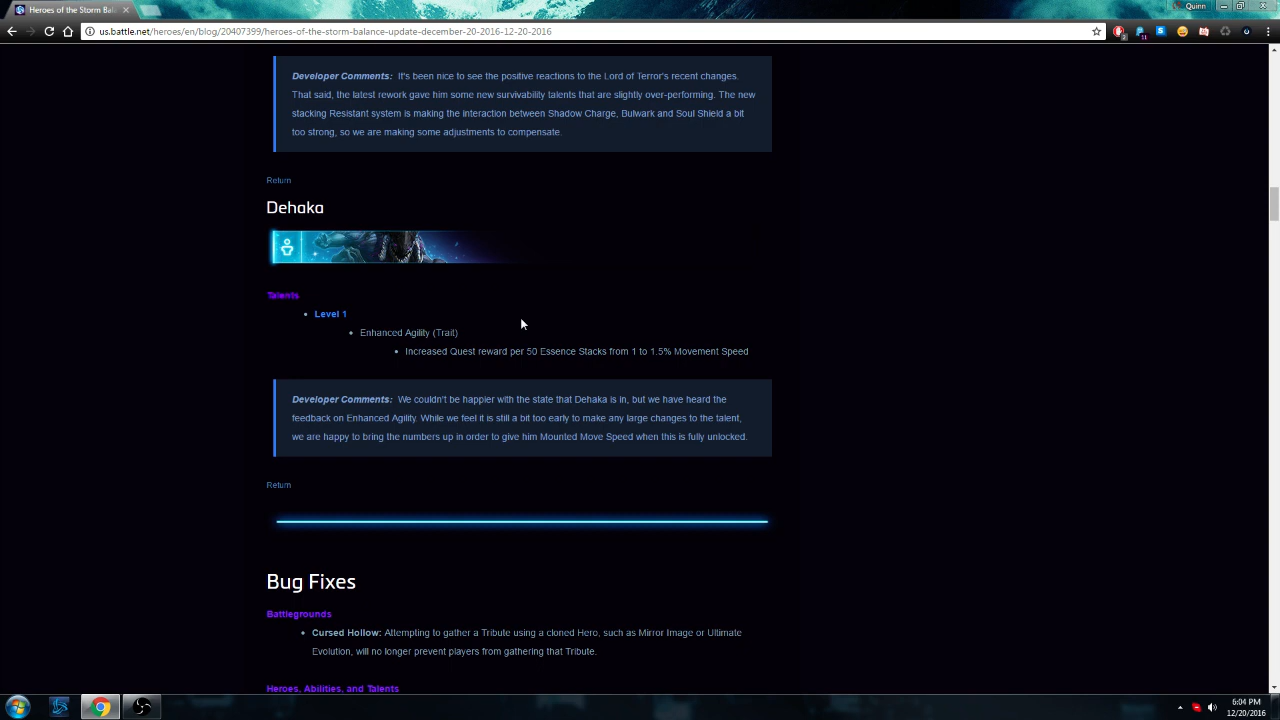 Heroes of the Storm Bala
Quinn
us.battle.net/heroes/en/blog/20407399/heroes-of-the-storm-balance-update-december-20-2016-12-20-2016
Developer Comments: It's been nice to see the positive reactions to the Lord of Terror's recent changes.
That said, the latest rework gave him some new survivability talents that are slightly over-performing. The new
stacking Resistant system is making the interaction between Shadow Charge, Bulwark and Soul Shield a bit
too strong, so we are making some adjustments to compensate.
Return
Dehaka
Talents
Level 1
Enhanced Agility (Trait)
Increased Quest reward per 50 Essence Stacks from 1 to 1.5% Movement Speed
Developer Comments: We couldn't be happier with the state that Dehaka is in, but we have heard the
feedback on Enhanced Agility. While we feel it is still a bit too early to make any large changes to the talent,
we are happy to bring the numbers up in order to give him Mounted Move Speed when this is fully unlocked.
Return
Bug Fixes
Battlegrounds
Cursed Hollow: Attempting to gather a Tribute using a cloned Hero, such as Mirror Image or Ultimate
Evolution, will no longer prevent players from gathering that Tribute.
Heroes, Abilities, and Talents
6:04 PM
12/20/2016